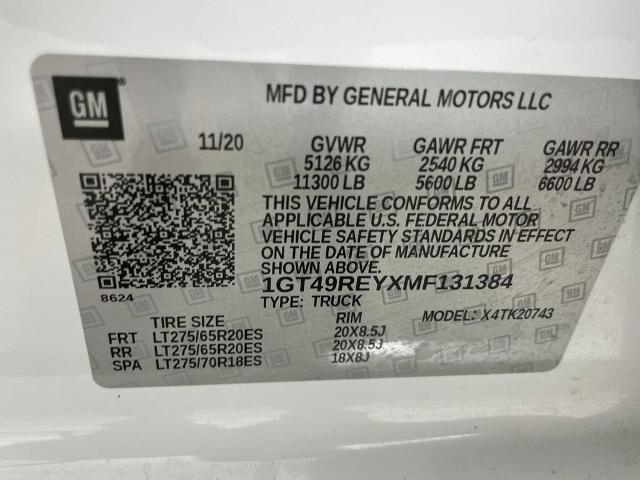 GM
MFD BY GENERAL MOTORS LLC
11/20 GVWR GAWR FRT GAWR RR
5126 KG 2540 KG 2994 KG
11300 LB 5600 LB 6600 LB
THIS VEHICLE CONFORMS TO ALL
APPLICABLE U.S. FEDERAL MOTOR
VEHICLE SAFETY STANDARDS IN EFFECT
ON THE DATE OF MANUFACTURE
SHOWN ABOVE.
1GT49REYXMF131384
8624
TYPE: TRUCK
TIRE SIZE RIM MODEL: X4TK20743
FRT LT275/65R20ES 20X8.5J
RR LT275/65R20ES 20X8.5J
SPA LT275/70R18ES 18X8J